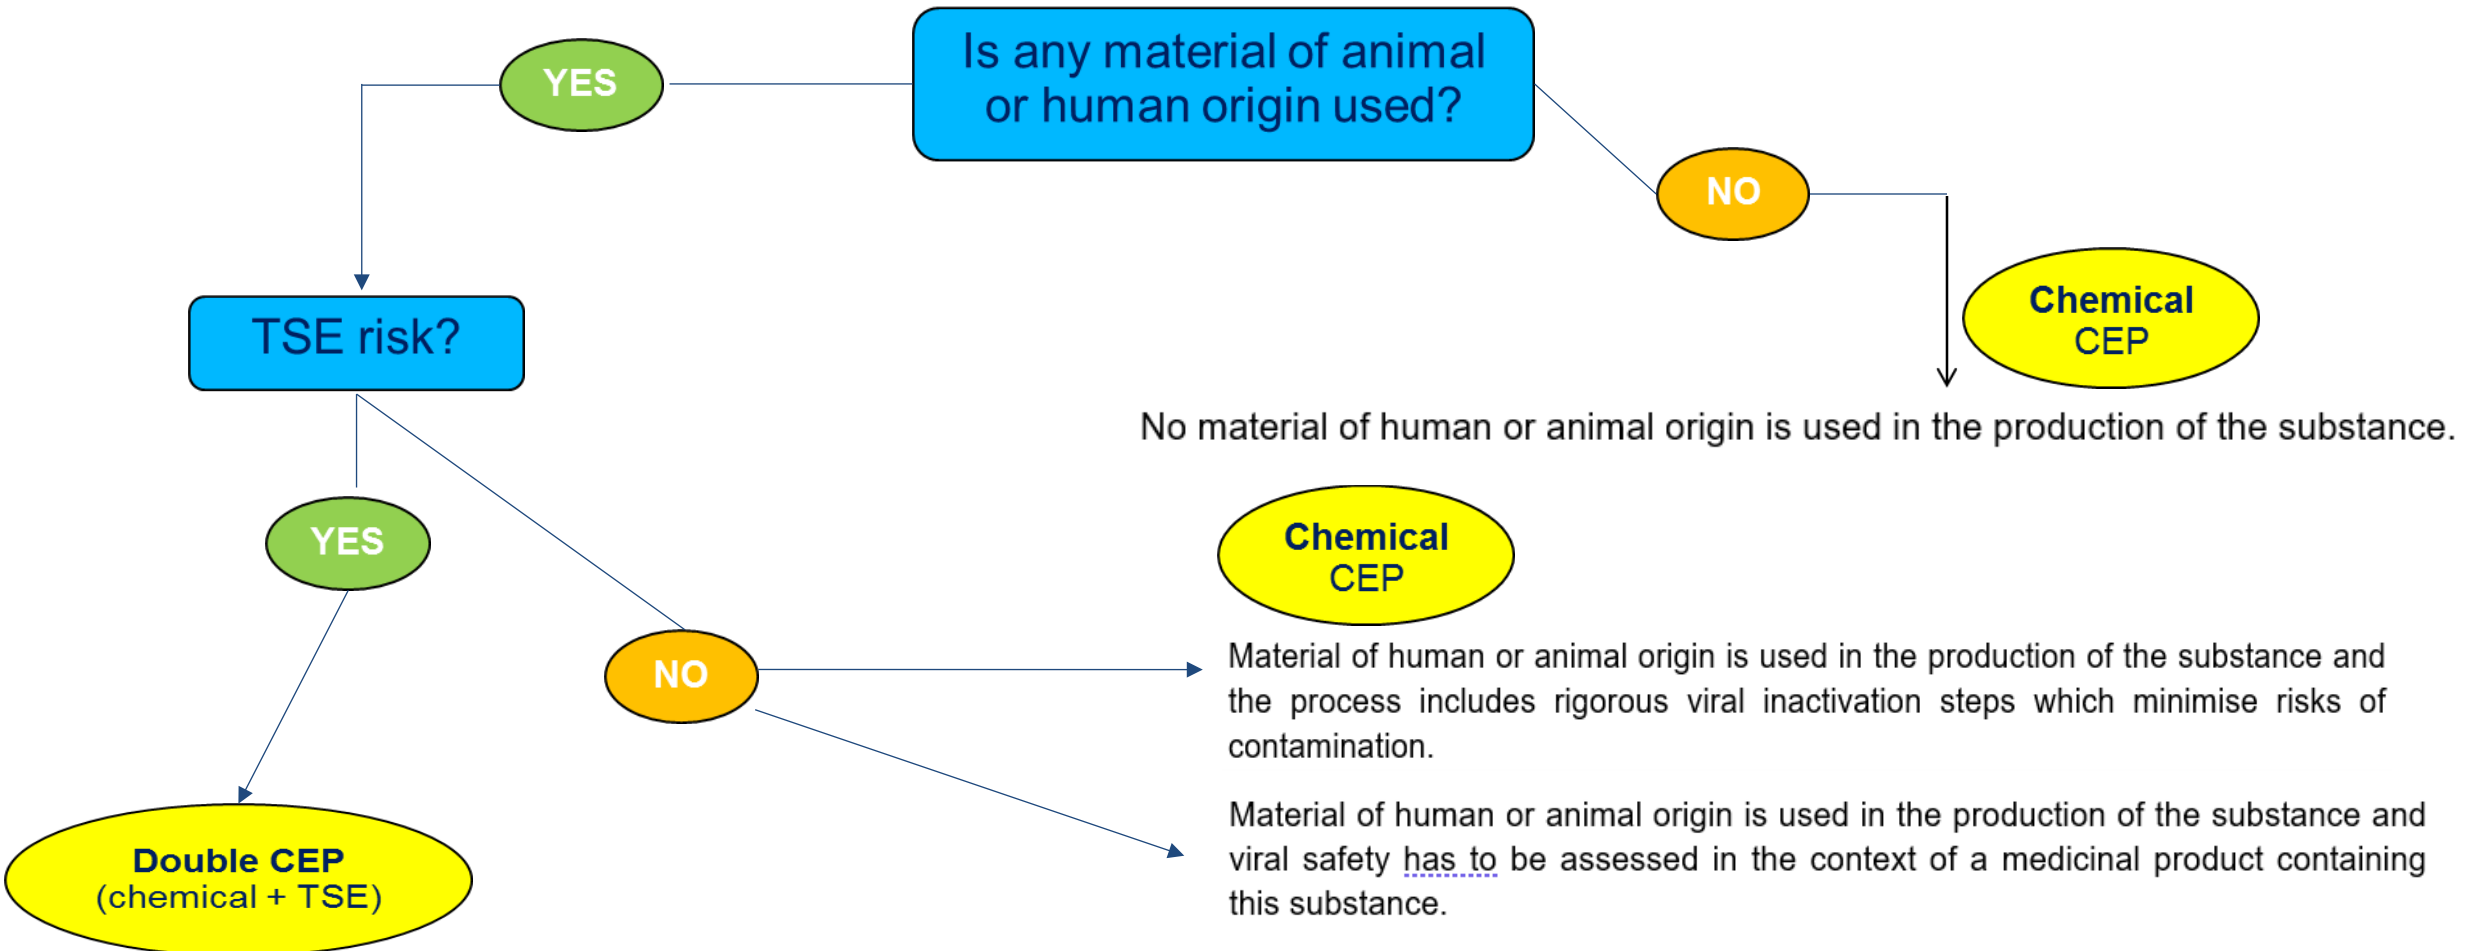 Is any material of animal
or human origin used?
YES
NO
Chemical
CEP
TSE risk?
No material of human or animal origin is used in the production of the substance.
YES
Chemical
CEP
NO
Material of human or animal origin is used in the production of the substance and
the process includes rigorous viral inactivation steps which minimise risks of
contamination.
Material of human or animal origin is used in the production of the substance and
viral safety has to be assessed in the context of a medicinal product containing
this substance.
Double CEP
(chemical + TSE)